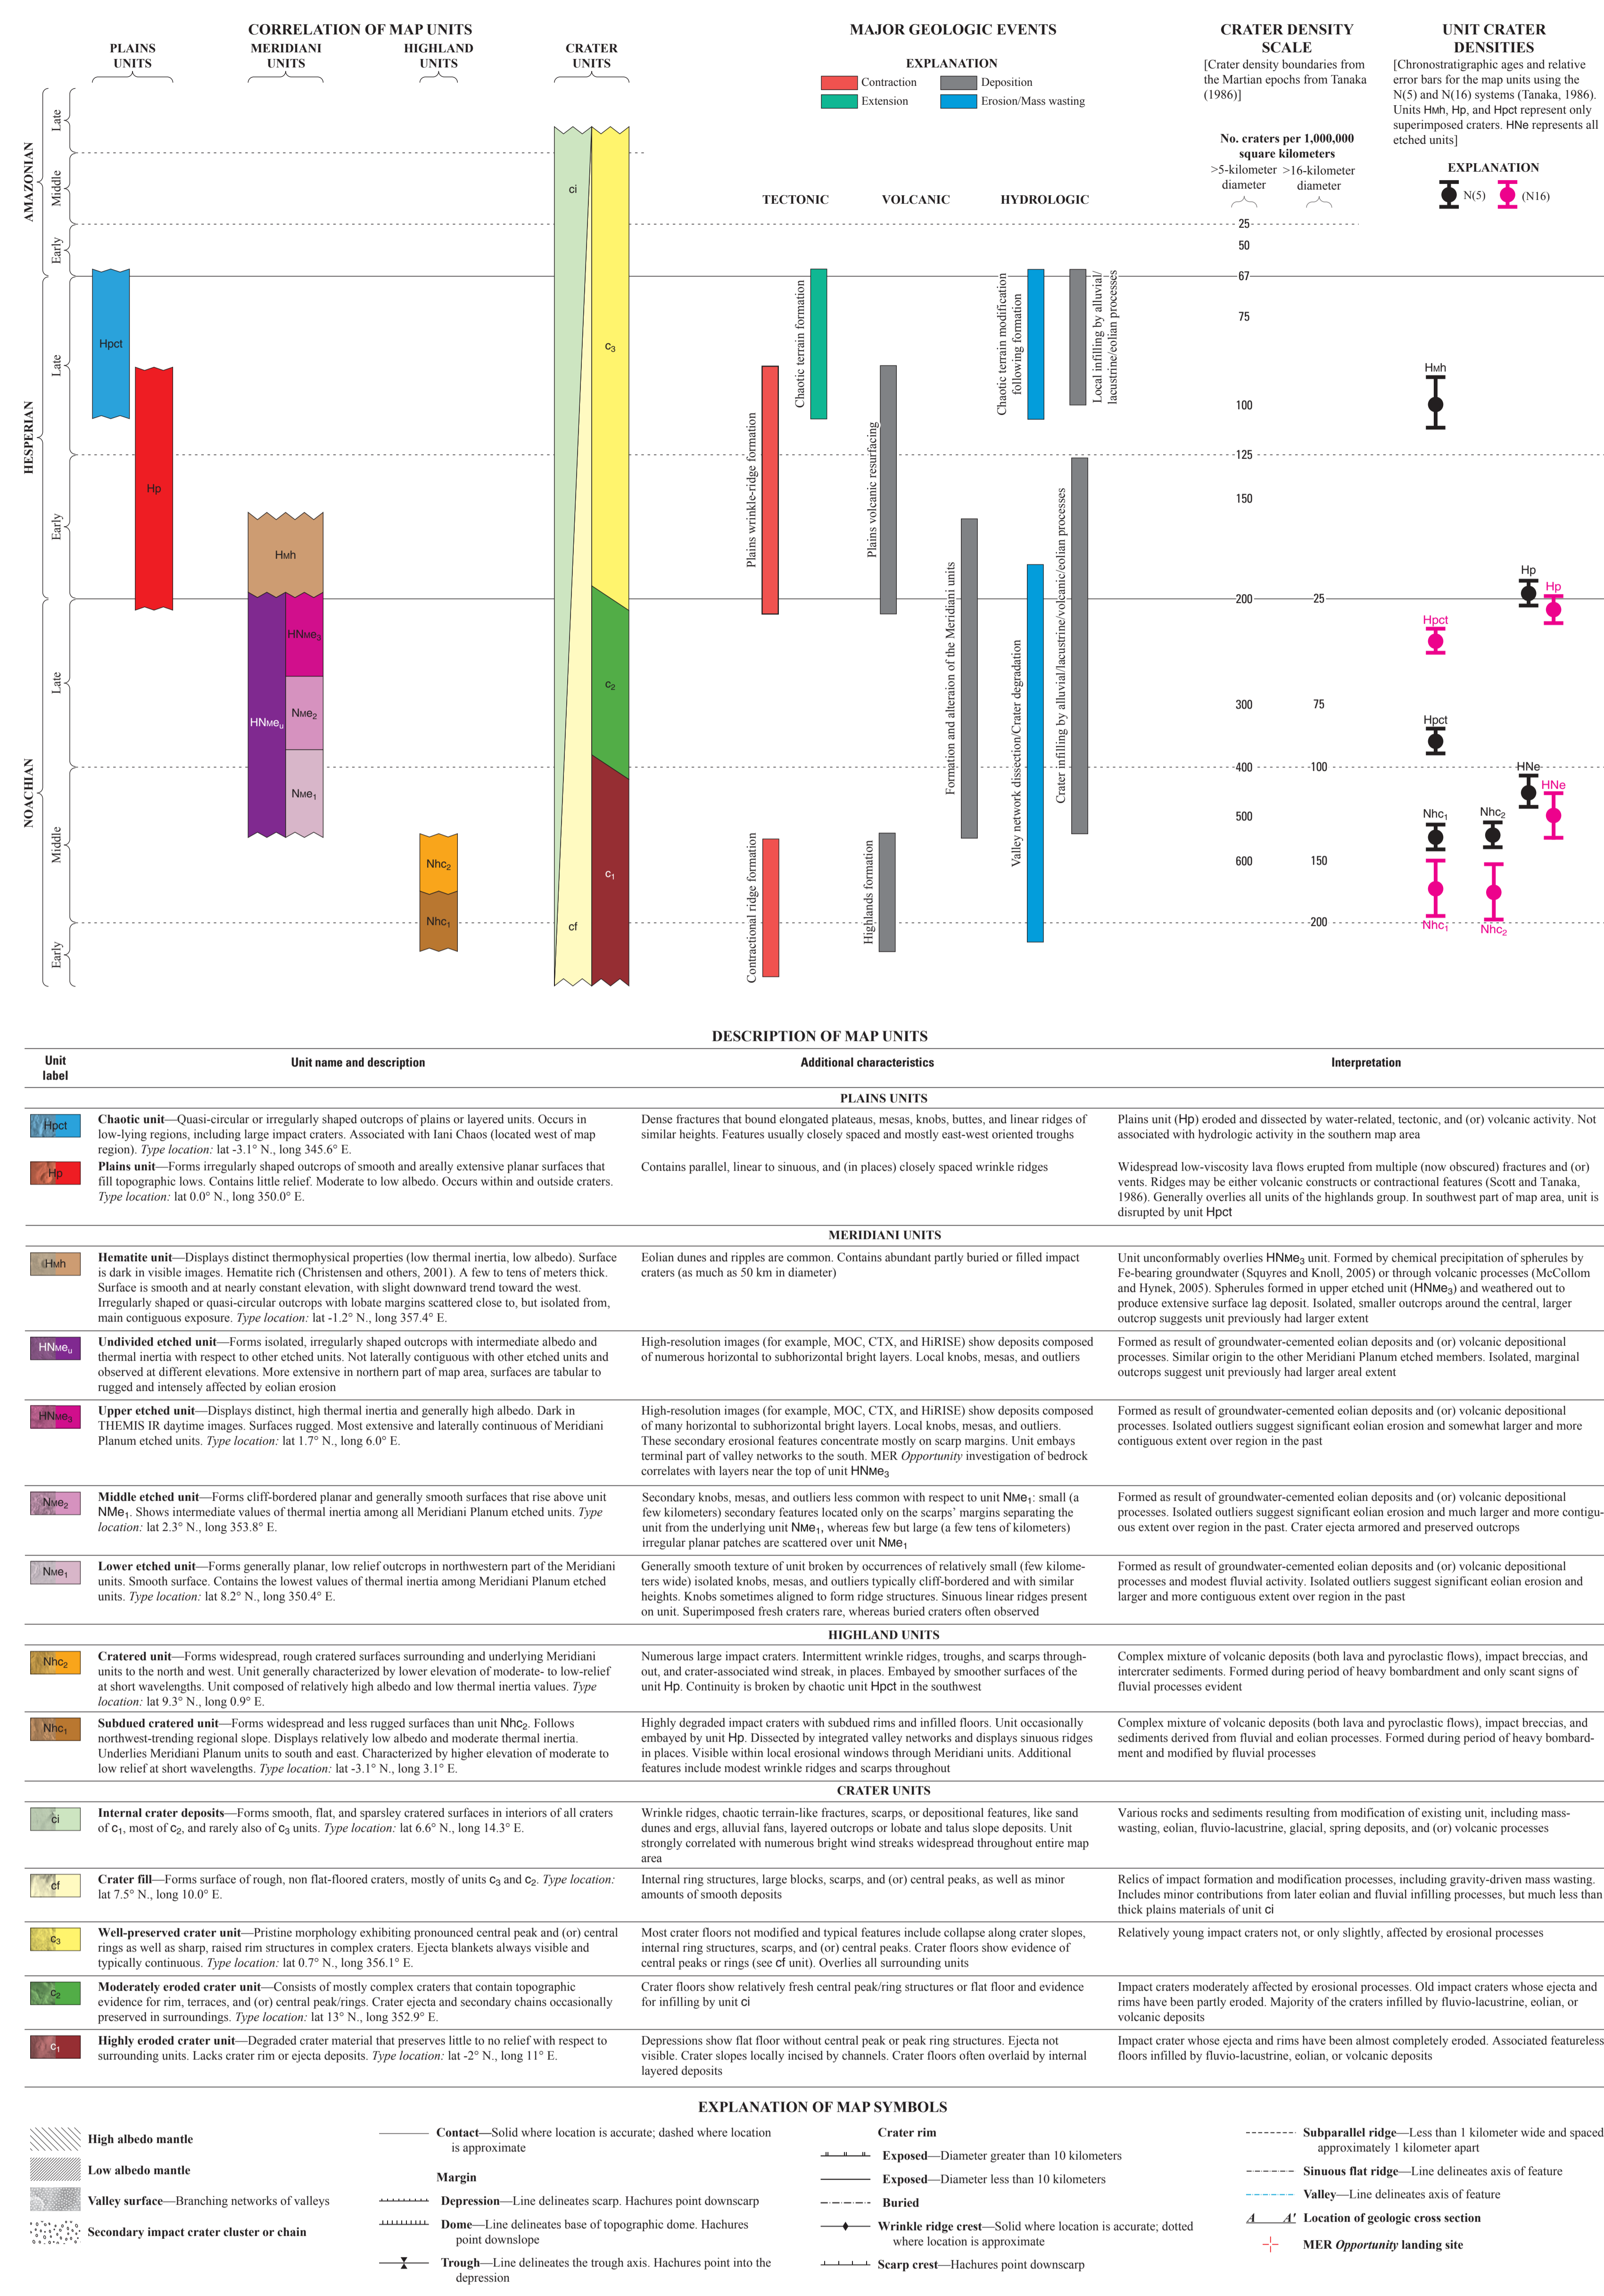 CORRELATION OF MAP UNITS
PLAINS
UNITS
MERIDIANI
UNITS
HIGHLAND
UNITS
CRATER
UNITS
AMAZONIAN
Late
Middle
Early
HESPERIAN
Late
Early
NOACHIAN
Late
Middle
Early
Hpct
Hp
HMh
HNMeu
HNMe3
NMe2
NMe1
Nhc2
Nhc1
ci
cf
c3
c2
c1
MAJOR GEOLOGIC EVENTS
EXPLANATION
Contraction
Deposition
Extension
Erosion/Mass wasting
TECTONIC
VOLCANIC
HYDROLOGIC
Plains wrinkle-ridge formation
Chaotic terrain formation
Contractional ridge formation
Plains volcanic resurfacing
Highlands formation
Formation and alteraion of the Meridiani units
Chaotic terrain modification
following formation
Local infilling by alluvial/
lacustrine/eolian processes
Valley network dissection/Crater degradation
Crater infilling by alluvial/lacustrine/volcanic/eolian processes
CRATER DENSITY
SCALE
[Crater density boundaries from
the Martian epochs from Tanaka
(1986)]
No. craters per 1,000,000
square kilometers
>5-kilometer
diameter
>16-kilometer
diameter
25
50
67
75
100
125
150
200
25
300
75
400
100
500
600
150
200
UNIT CRATER
DENSITIES
[Chronostratigraphic ages and relative
error bars for the map units using the
N(5) and N(16) systems (Tanaka, 1986).
Units HMh, Hp, and Hpct represent only
superimposed craters. HNe represents all
etched units]
EXPLANATION
N(5)
(N16)
HMh
Hp
Hp
Hpct
Hpct
HNe
HNe
Nhc1
Nhc2
Nhc1
Nhc2
DESCRIPTION OF MAP UNITS
Unit
label
Unit name and description
Additional characteristics
Interpretation
PLAINS UNITS
Hpct
Chaotic unit—Quasi-circular or irregularly shaped outcrops of plains or layered units. Occurs in
low-lying regions, including large impact craters. Associated with Iani Chaos (located west of map
region). Type location: lat -3.1° N., long 345.6° E.
Dense fractures that bound elongated plateaus, mesas, knobs, buttes, and linear ridges of
similar heights. Features usually closely spaced and mostly east-west oriented troughs
Plains unit (Hp) eroded and dissected by water-related, tectonic, and (or) volcanic activity. Not
associated with hydrologic activity in the southern map area
Hp
Plains unit—Forms irregularly shaped outcrops of smooth and areally extensive planar surfaces that
fill topographic lows. Contains little relief. Moderate to low albedo. Occurs within and outside craters.
Type location: lat 0.0° N., long 350.0° E.
Contains parallel, linear to sinuous, and (in places) closely spaced wrinkle ridges
Widespread low-viscosity lava flows erupted from multiple (now obscured) fractures and (or)
vents. Ridges may be either volcanic constructs or contractional features (Scott and Tanaka,
1986). Generally overlies all units of the highlands group. In southwest part of map area, unit is
disrupted by unit Hpct
MERIDIANI UNITS
HMh
Hematite unit—Displays distinct thermophysical properties (low thermal inertia, low albedo). Surface
is dark in visible images. Hematite rich (Christensen and others, 2001). A few to tens of meters thick.
Surface is smooth and at nearly constant elevation, with slight downward trend toward the west.
Irregularly shaped or quasi-circular outcrops with lobate margins scattered close to, but isolated from,
main contiguous exposure. Type location: lat -1.2° N., long 357.4° E.
Eolian dunes and ripples are common. Contains abundant partly buried or filled impact
craters (as much as 50 km in diameter)
Unit unconformably overlies HNMe3 unit. Formed by chemical precipitation of spherules by
Fe-bearing groundwater (Squyres and Knoll, 2005) or through volcanic processes (McCollom
and Hynek, 2005). Spherules formed in upper etched unit (HNMe3) and weathered out to
produce extensive surface lag deposit. Isolated, smaller outcrops around the central, larger
outcrop suggests unit previously had larger extent
HNMeu
Undivided etched unit—Forms isolated, irregularly shaped outcrops with intermediate albedo and
thermal inertia with respect to other etched units. Not laterally contiguous with other etched units and
observed at different elevations. More extensive in northern part of map area, surfaces are tabular to
rugged and intensely affected by eolian erosion
High-resolution images (for example, MOC, CTX, and HiRISE) show deposits composed
of numerous horizontal to subhorizontal bright layers. Local knobs, mesas, and outliers
Formed as result of groundwater-cemented eolian deposits and (or) volcanic depositional
processes. Similar origin to the other Meridiani Planum etched members. Isolated, marginal
outcrops suggest unit previously had larger areal extent
HNMe3
Upper etched unit—Displays distinct, high thermal inertia and generally high albedo. Dark in
THEMIS IR daytime images. Surfaces rugged. Most extensive and laterally continuous of Meridiani
Planum etched units. Type location: lat 1.7° N., long 6.0° E.
High-resolution images (for example, MOC, CTX, and HiRISE) show deposits composed
of many horizontal to subhorizontal bright layers. Local knobs, mesas, and outliers.
These secondary erosional features concentrate mostly on scarp margins. Unit embays
terminal part of valley networks to the south. MER Opportunity investigation of bedrock
correlates with layers near the top of unit HNMe3
Formed as result of groundwater-cemented eolian deposits and (or) volcanic depositional
processes. Isolated outliers suggest significant eolian erosion and somewhat larger and more
contiguous extent over region in the past
NMe2
Middle etched unit—Forms cliff-bordered planar and generally smooth surfaces that rise above unit
NMe1. Shows intermediate values of thermal inertia among all Meridiani Planum etched units. Type
location: lat 2.3° N., long 353.8° E.
Secondary knobs, mesas, and outliers less common with respect to unit NMe1: small (a
few kilometers) secondary features located only on the scarps’ margins separating the
unit from the underlying unit NMe1, whereas few but large (a few tens of kilometers)
irregular planar patches are scattered over unit NMe1
Formed as result of groundwater-cemented eolian deposits and (or) volcanic depositional
processes. Isolated outliers suggest significant eolian erosion and much larger and more contigu-
ous extent over region in the past. Crater ejecta armored and preserved outcrops
NMe1
Lower etched unit—Forms generally planar, low relief outcrops in northwestern part of the Meridiani
units. Smooth surface. Contains the lowest values of thermal inertia among Meridiani Planum etched
units. Type location: lat 8.2° N., long 350.4° E.
Generally smooth texture of unit broken by occurrences of relatively small (few kilome-
ters wide) isolated knobs, mesas, and outliers typically cliff-bordered and with similar
heights. Knobs sometimes aligned to form ridge structures. Sinuous linear ridges present
on unit. Superimposed fresh craters rare, whereas buried craters often observed
Formed as result of groundwater-cemented eolian deposits and (or) volcanic depositional
processes and modest fluvial activity. Isolated outliers suggest significant eolian erosion and
larger and more contiguous extent over region in the past
HIGHLAND UNITS
Nhc2
Cratered unit—Forms widespread, rough cratered surfaces surrounding and underlying Meridiani
units to the north and west. Unit generally characterized by lower elevation of moderate- to low-relief
at short wavelengths. Unit composed of relatively high albedo and low thermal inertia values. Type
location: lat 9.3° N., long 0.9° E.
Numerous large impact craters. Intermittent wrinkle ridges, troughs, and scarps through-
out, and crater-associated wind streak, in places. Embayed by smoother surfaces of the
unit Hp. Continuity is broken by chaotic unit Hpct in the southwest
Complex mixture of volcanic deposits (both lava and pyroclastic flows), impact breccias, and
intercrater sediments. Formed during period of heavy bombardment and only scant signs of
fluvial processes evident
Nhc1
Subdued cratered unit—Forms widespread and less rugged surfaces than unit Nhc2. Follows
northwest-trending regional slope. Displays relatively low albedo and moderate thermal inertia.
Underlies Meridiani Planum units to south and east. Characterized by higher elevation of moderate to
low relief at short wavelengths. Type location: lat -3.1° N., long 3.1° E.
Highly degraded impact craters with subdued rims and infilled floors. Unit occasionally
embayed by unit Hp. Dissected by integrated valley networks and displays sinuous ridges
in places. Visible within local erosional windows through Meridiani units. Additional
features include modest wrinkle ridges and scarps throughout
Complex mixture of volcanic deposits (both lava and pyroclastic flows), impact breccias, and
sediments derived from fluvial and eolian processes. Formed during period of heavy bombard-
ment and modified by fluvial processes
CRATER UNITS
ci
Internal crater deposits—Forms smooth, flat, and sparsley cratered surfaces in interiors of all craters
of c1, most of c2, and rarely also of c3 units. Type location: lat 6.6° N., long 14.3° E.
Wrinkle ridges, chaotic terrain-like fractures, scarps, or depositional features, like sand
dunes and ergs, alluvial fans, layered outcrops or lobate and talus slope deposits. Unit
strongly correlated with numerous bright wind streaks widespread throughout entire map
area
Various rocks and sediments resulting from modification of existing unit, including mass-
wasting, eolian, fluvio-lacustrine, glacial, spring deposits, and (or) volcanic processes
cf
Crater fill—Forms surface of rough, non flat-floored craters, mostly of units c3 and c2. Type location:
lat 7.5° N., long 10.0° E.
Internal ring structures, large blocks, scarps, and (or) central peaks, as well as minor
amounts of smooth deposits
Relics of impact formation and modification processes, including gravity-driven mass wasting.
Includes minor contributions from later eolian and fluvial infilling processes, but much less than
thick plains materials of unit ci
c3
Well-preserved crater unit—Pristine morphology exhibiting pronounced central peak and (or) central
rings as well as sharp, raised rim structures in complex craters. Ejecta blankets always visible and
typically continuous. Type location: lat 0.7° N., long 356.1° E.
Most crater floors not modified and typical features include collapse along crater slopes,
internal ring structures, scarps, and (or) central peaks. Crater floors show evidence of
central peaks or rings (see cf unit). Overlies all surrounding units
Relatively young impact craters not, or only slightly, affected by erosional processes
c2
Moderately eroded crater unit—Consists of mostly complex craters that contain topographic
evidence for rim, terraces, and (or) central peak/rings. Crater ejecta and secondary chains occasionally
preserved in surroundings. Type location: lat 13° N., long 352.9° E.
Crater floors show relatively fresh central peak/ring structures or flat floor and evidence
for infilling by unit ci
Impact craters moderately affected by erosional processes. Old impact craters whose ejecta and
rims have been partly eroded. Majority of the craters infilled by fluvio-lacustrine, eolian, or
volcanic deposits
c1
Highly eroded crater unit—Degraded crater material that preserves little to no relief with respect to
surrounding units. Lacks crater rim or ejecta deposits. Type location: lat -2° N., long 11° E.
Depressions show flat floor without central peak or peak ring structures. Ejecta not
visible. Crater slopes locally incised by channels. Crater floors often overlaid by internal
layered deposits
Impact crater whose ejecta and rims have been almost completely eroded. Associated featureless
floors infilled by fluvio-lacustrine, eolian, or volcanic deposits
EXPLANATION OF MAP SYMBOLS
High albedo mantle
Low albedo mantle
Valley surface—Branching networks of valleys
Secondary impact crater cluster or chain
Contact—Solid where location is accurate; dashed where location
is approximate
Margin
Depression—Line delineates scarp. Hachures point downscarp
Dome—Line delineates base of topographic dome. Hachures
point downslope
Trough—Line delineates the trough axis. Hachures point into the
depression
Crater rim
Exposed—Diameter greater than 10 kilometers
Exposed—Diameter less than 10 kilometers
Buried
Wrinkle ridge crest—Solid where location is accurate; dotted
where location is approximate
Scarp crest—Hachures point downscarp
Subparallel ridge—Less than 1 kilometer wide and spaced
approximately 1 kilometer apart
Sinuous flat ridge—Line delineates axis of feature
Valley—Line delineates axis of feature
A A′ Location of geologic cross section
MER Opportunity landing site